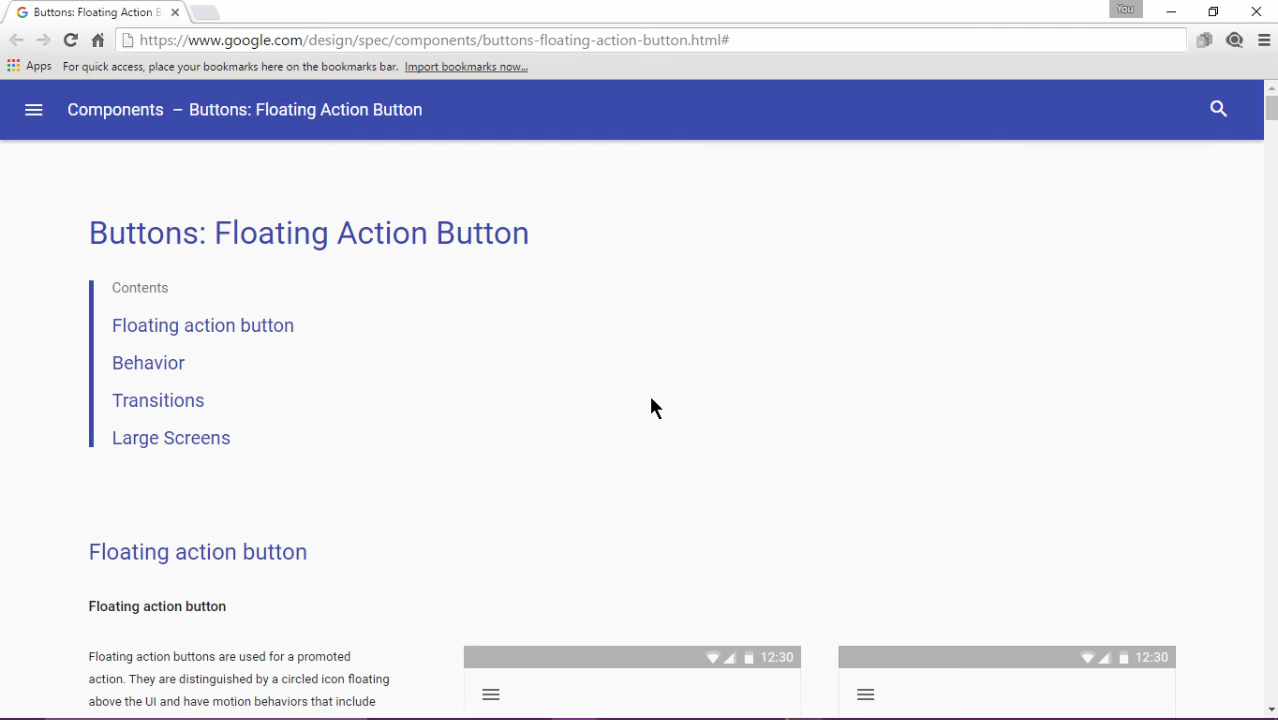 Buttons: Floating Action B
You
https://www.google.com/design/spec/components/buttons-floating-action-button.html#
Apps For quick access, place your bookmarks here on the bookmarks bar. Import bookmarks now...
Components – Buttons: Floating Action Button
Buttons: Floating Action Button
Contents
Floating action button
Behavior
Transitions
Large Screens
Floating action button
Floating action button
Floating action buttons are used for a promoted
action. They are distinguished by a circled icon floating
above the UI and have motion behaviors that include
12:30
12:30